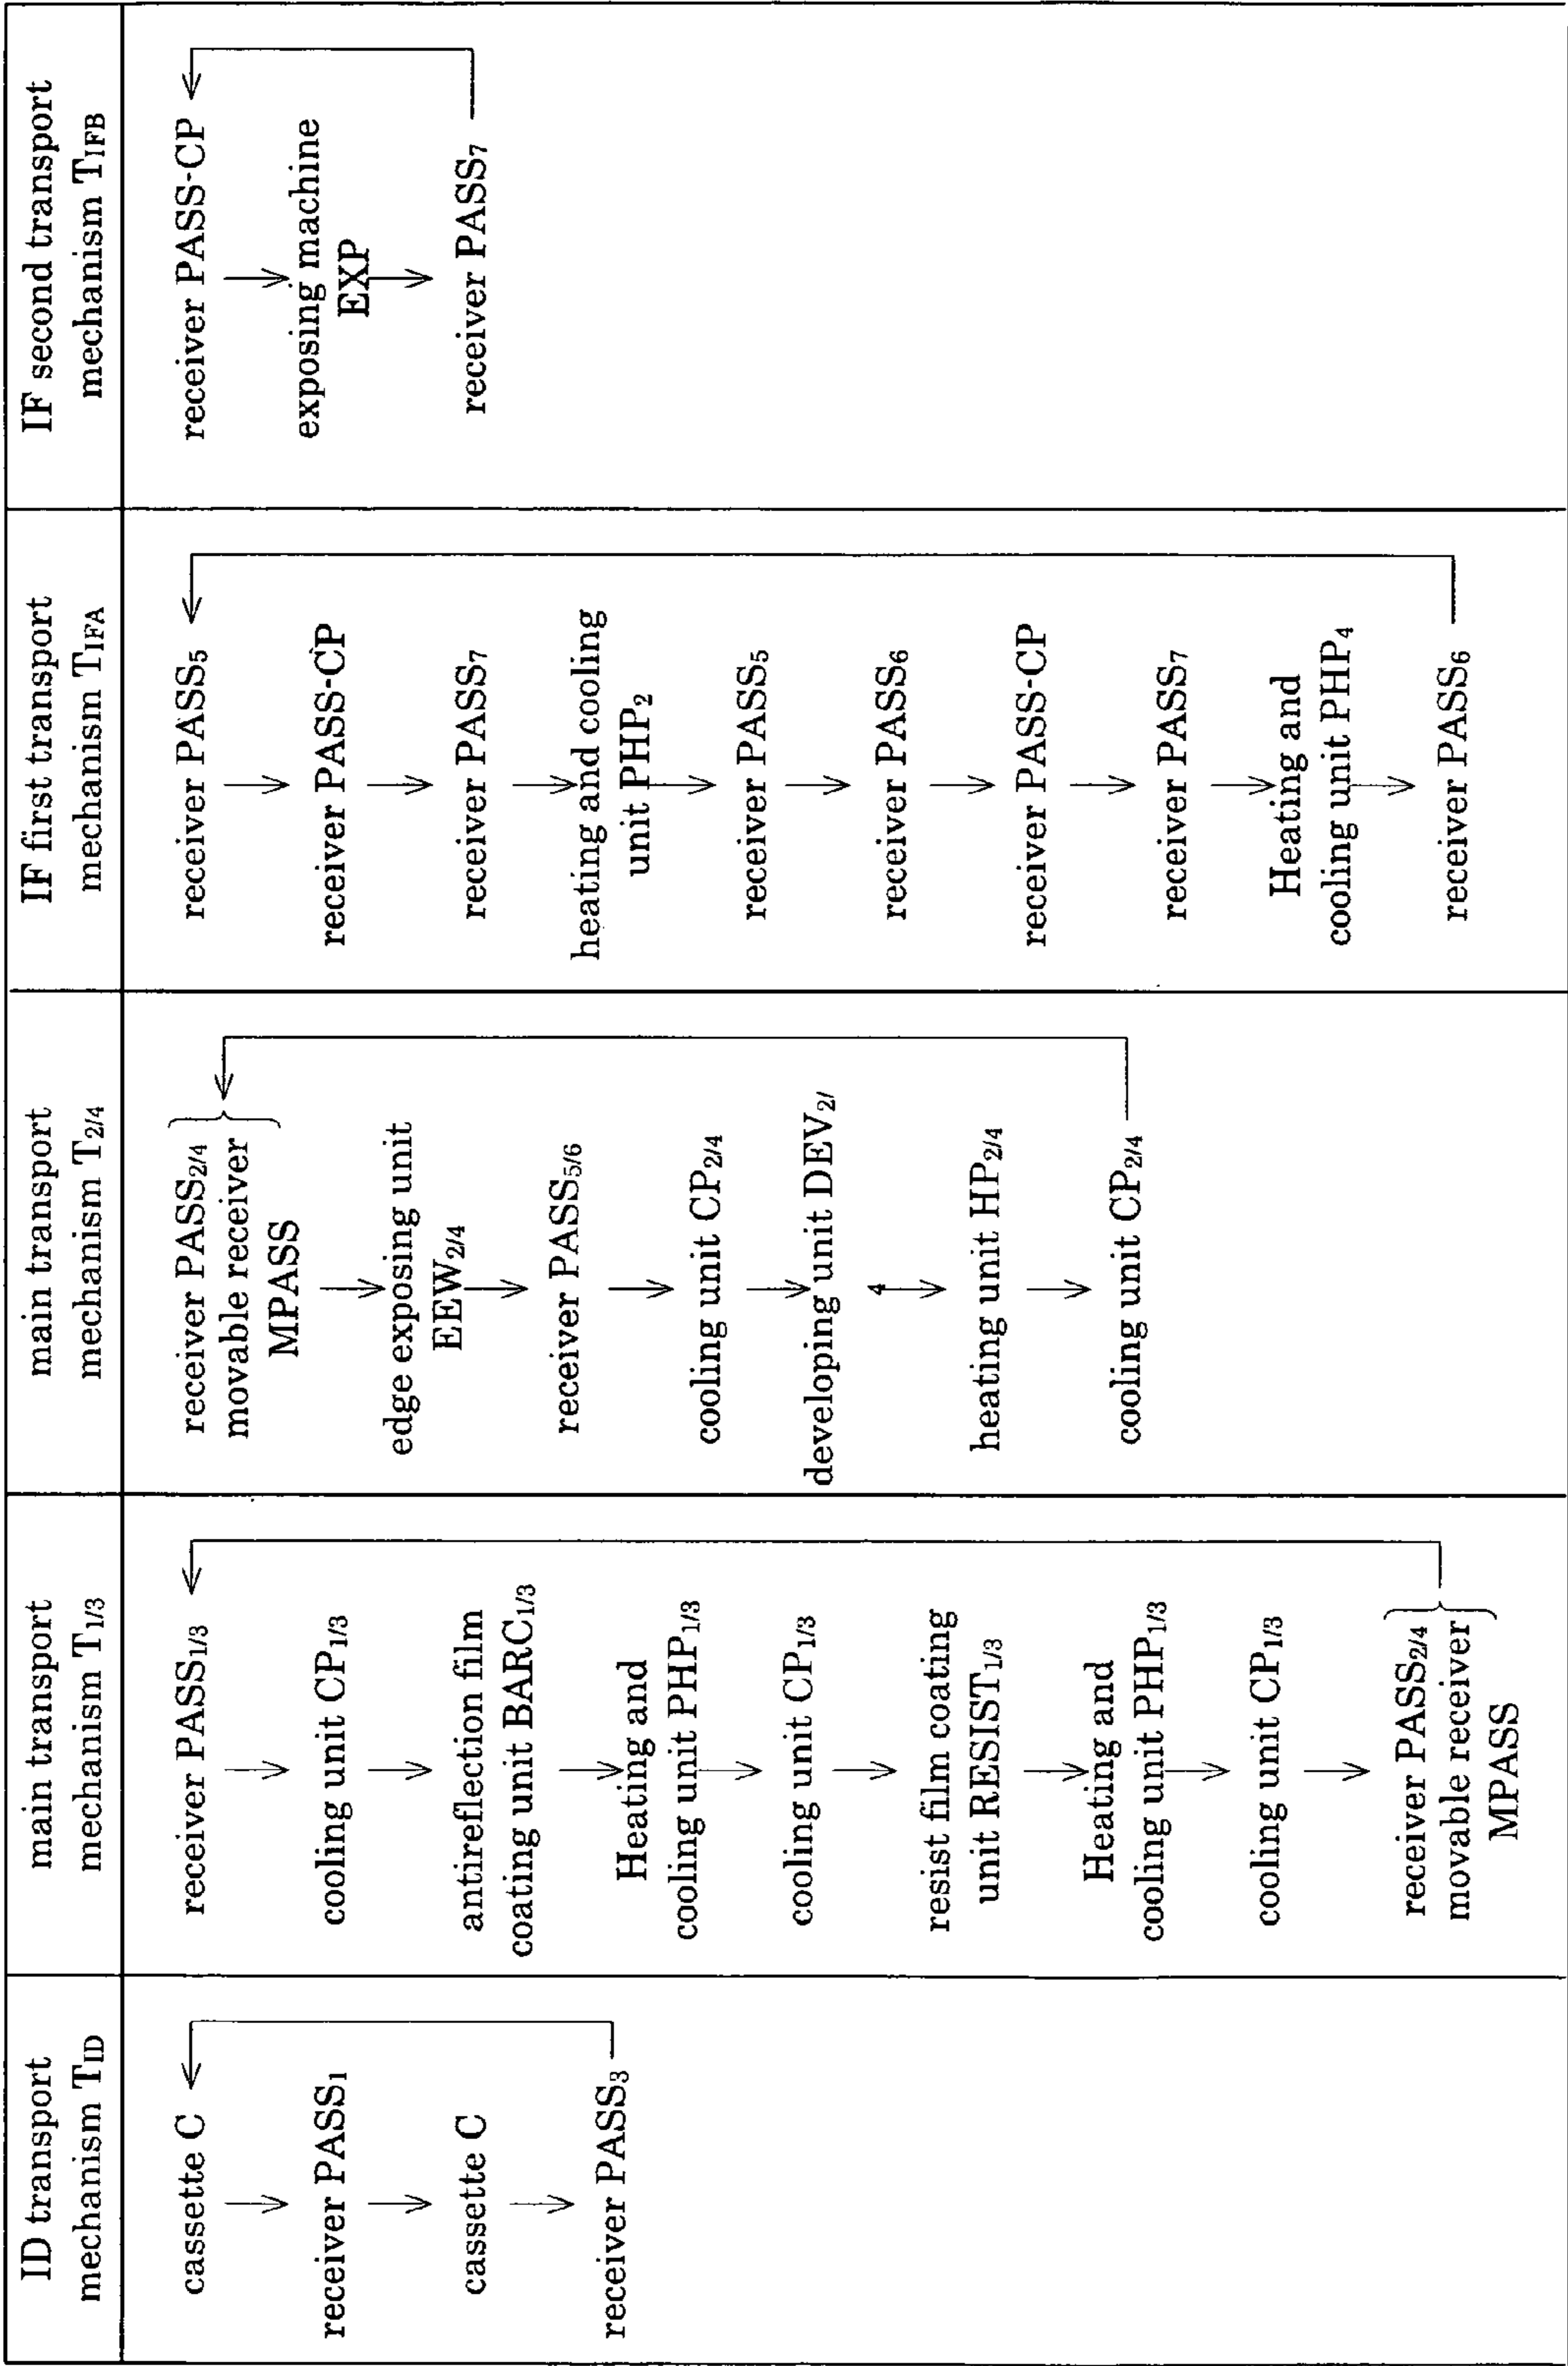 ID transport
mechanism TID
cassette C
receiver PASS1
cassette C
receiver PASS3
main transport
mechanism T1/3
receiver PASS1/3
cooling unit CP1/3
antireflection film
coating unit BARC1/3
Heating and
cooling unit PHP1/3
cooling unit CP1/3
resist film coating
unit RESIST1/3
Heating and
cooling unit PHP1/3
cooling unit CP1/3
receiver PASS2/4
movable receiver
MPASS
main transport
mechanism T2/4
receiver PASS2/4
movable receiver
MPASS
edge exposing unit
EEW2/4
receiver PASS5/6
cooling unit CP2/4
developing unit DEV2/
4
heating unit HP2/4
cooling unit CP2/4
IF first transport
mechanism TIFA
receiver PASS5
receiver PASS-CP
receiver PASS7
heating and cooling
unit PHP2
receiver PASS5
receiver PASS6
receiver PASS-CP
receiver PASS7
Heating and
cooling unit PHP4
receiver PASS6
IF second transport
mechanism TIFB
receiver PASS-CP
exposing machine
EXP
receiver PASS7